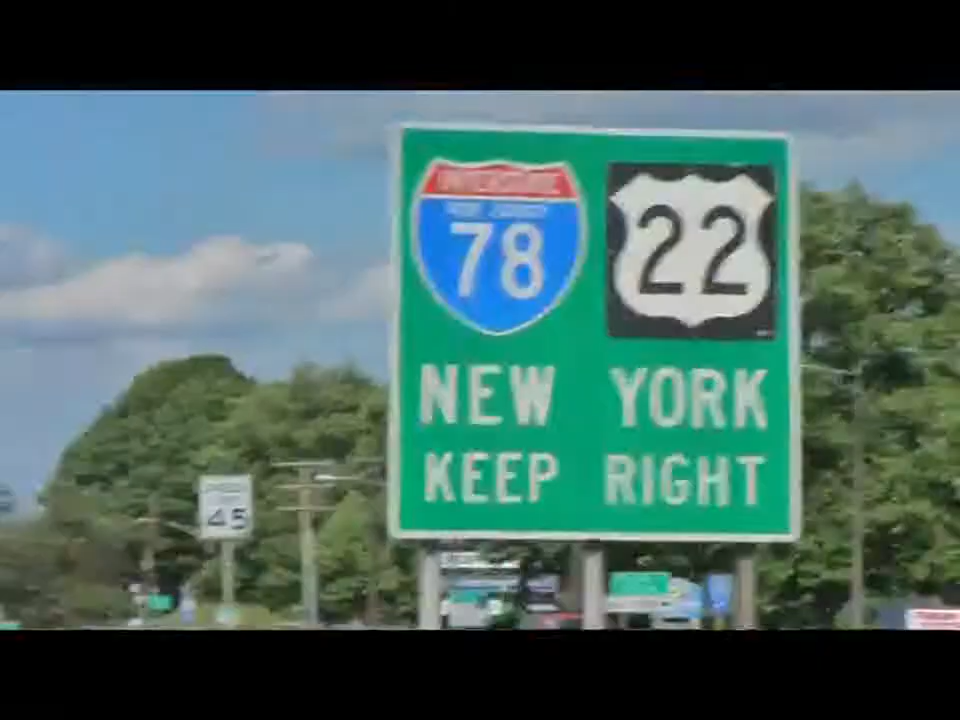 INTERSTATE
NEW JERSEY
78
22
NEW YORK
KEEP RIGHT
45